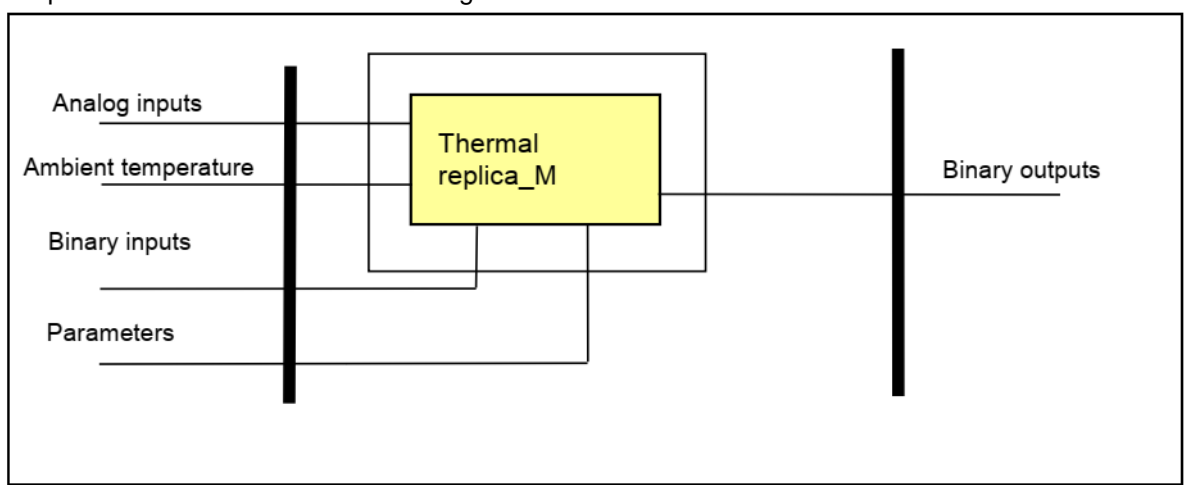 Analog inputs
Thermal
replica_M
Ambient temperature
Binary outputs
Binary inputs
Parameters